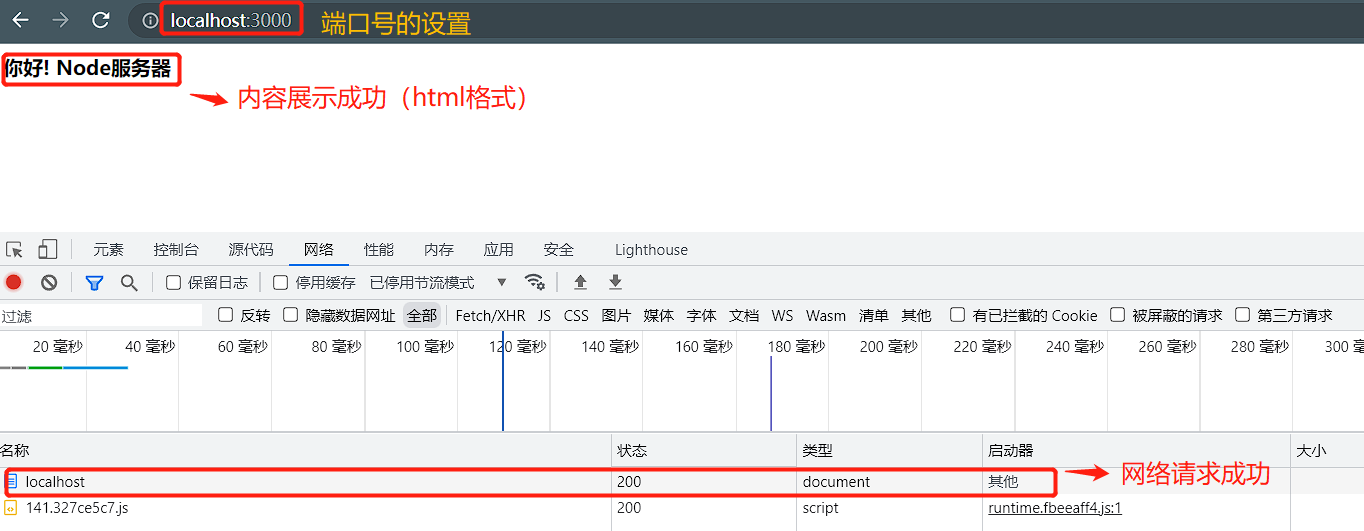 localhost:3000 端口号的设置
你好! Node服务器
内容展示成功（html格式）
元素 控制台 源代码 网络 性能 内存 应用 安全 Lighthouse
保留日志 停用缓存 已停用节流模式
过滤 反转 隐藏数据网址 全部 Fetch/XHR JS CSS 图片 媒体 字体 文档 WS Wasm 清单 其他 有已拦截的 Cookie 被屏蔽的请求 第三方请求
20 毫秒 40 毫秒 60 毫秒 80 毫秒 100 毫秒 120 毫秒 140 毫秒 160 毫秒 180 毫秒 200 毫秒 220 毫秒 240 毫秒 260 毫秒 280 毫秒 300 毫
名称 状态 类型 启动器 大小
localhost 200 document 其他 网络请求成功
141.327ce5c7.js 200 script runtime.fbeeaff4.js:1